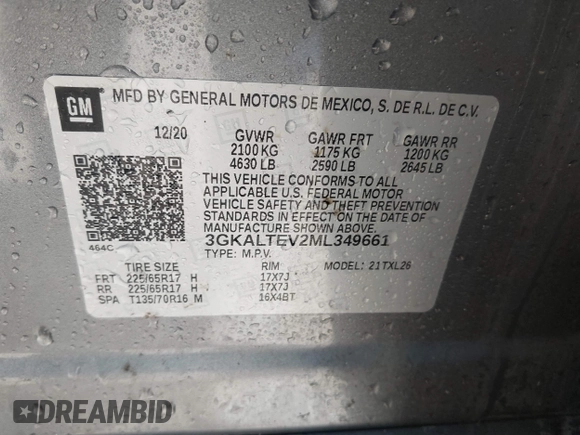 GM
MFD BY GENERAL MOTORS DE MEXICO, S. DE R.L. DE C.V.
12/20 GVWR GAWR FRT GAWR RR
2100 KG 1175 KG 1200 KG
4630 LB 2590 LB 2645 LB
THIS VEHICLE CONFORMS TO ALL
APPLICABLE U.S. FEDERAL MOTOR
VEHICLE SAFETY AND THEFT PREVENTION
STANDARDS IN EFFECT ON THE DATE OF
MANUFACTURE SHOWN ABOVE.
464C 3GKALTEV2ML349661
TYPE: M.P.V.
TIRE SIZE RIM MODEL: 21TXL26
FRT 225/65R17 H 17X7J
RR 225/65R17 H 17X7J
SPA T135/70R16 M 16X4BT
DREAMBID